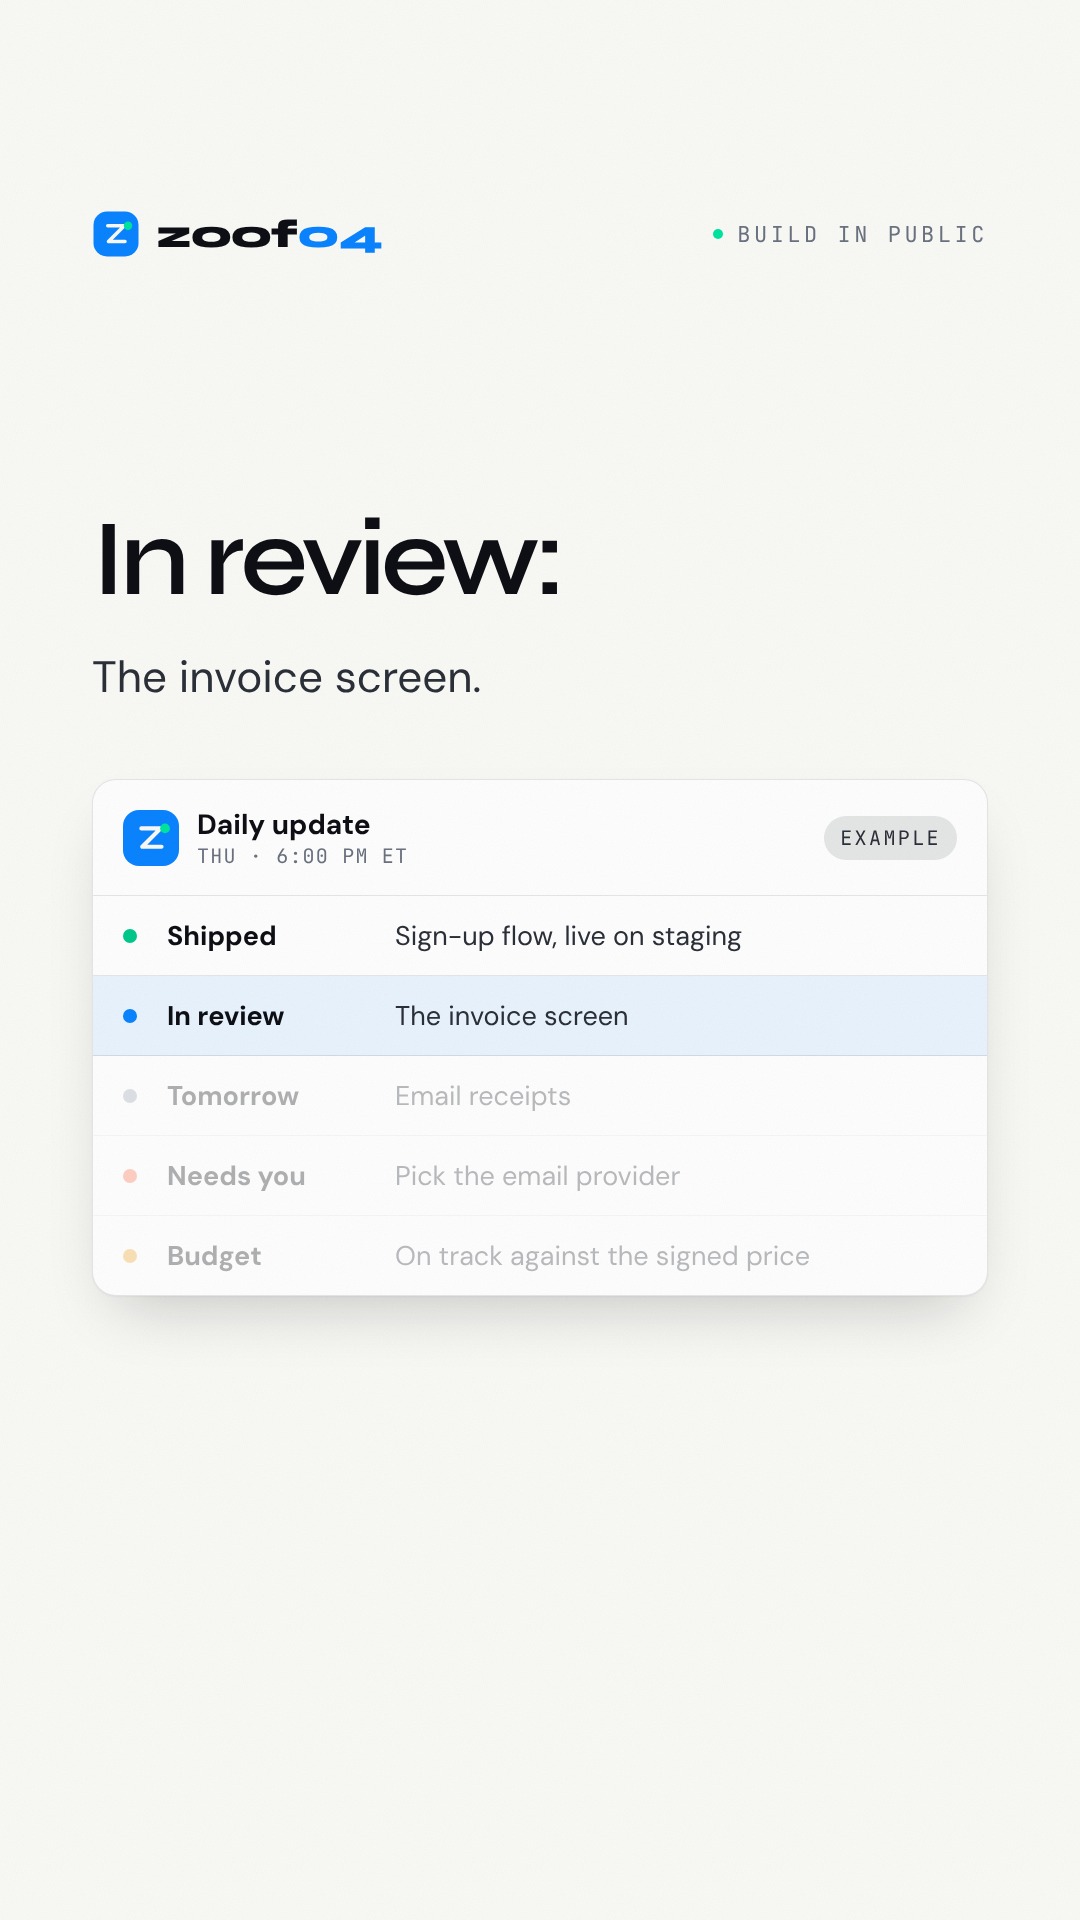 zoof04
BUILD IN PUBLIC
In review:
The invoice screen.
Daily update
THU · 6:00 PM ET
EXAMPLE
Shipped Sign-up flow, live on staging
In review The invoice screen
Tomorrow Email receipts
Needs you Pick the email provider
Budget On track against the signed price